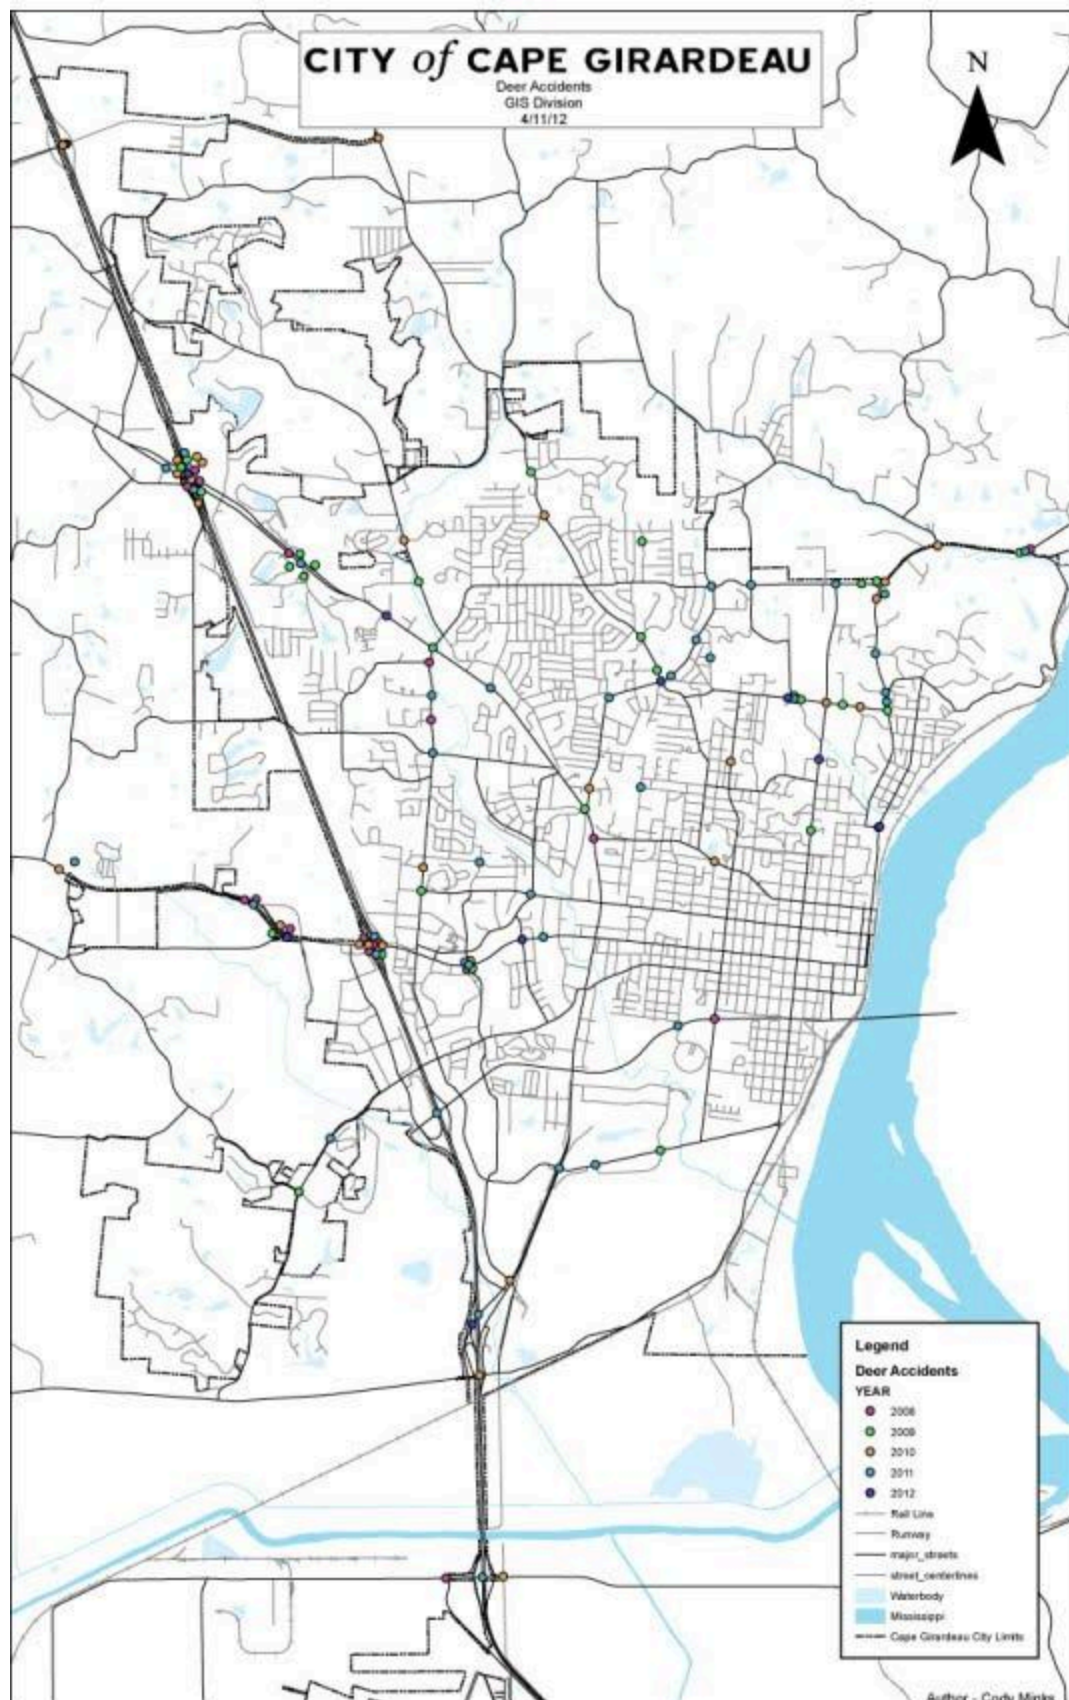 CITY of CAPE GIRARDEAU
Deer Accidents
GIS Division
4/11/12
N
Legend
Deer Accidents
YEAR
2008
2009
2010
2011
2012
Rail Line
Runway
major_streets
street_centerlines
Waterbody
Mississippi
Cape Girardeau City Limits
Author - Cody Minks